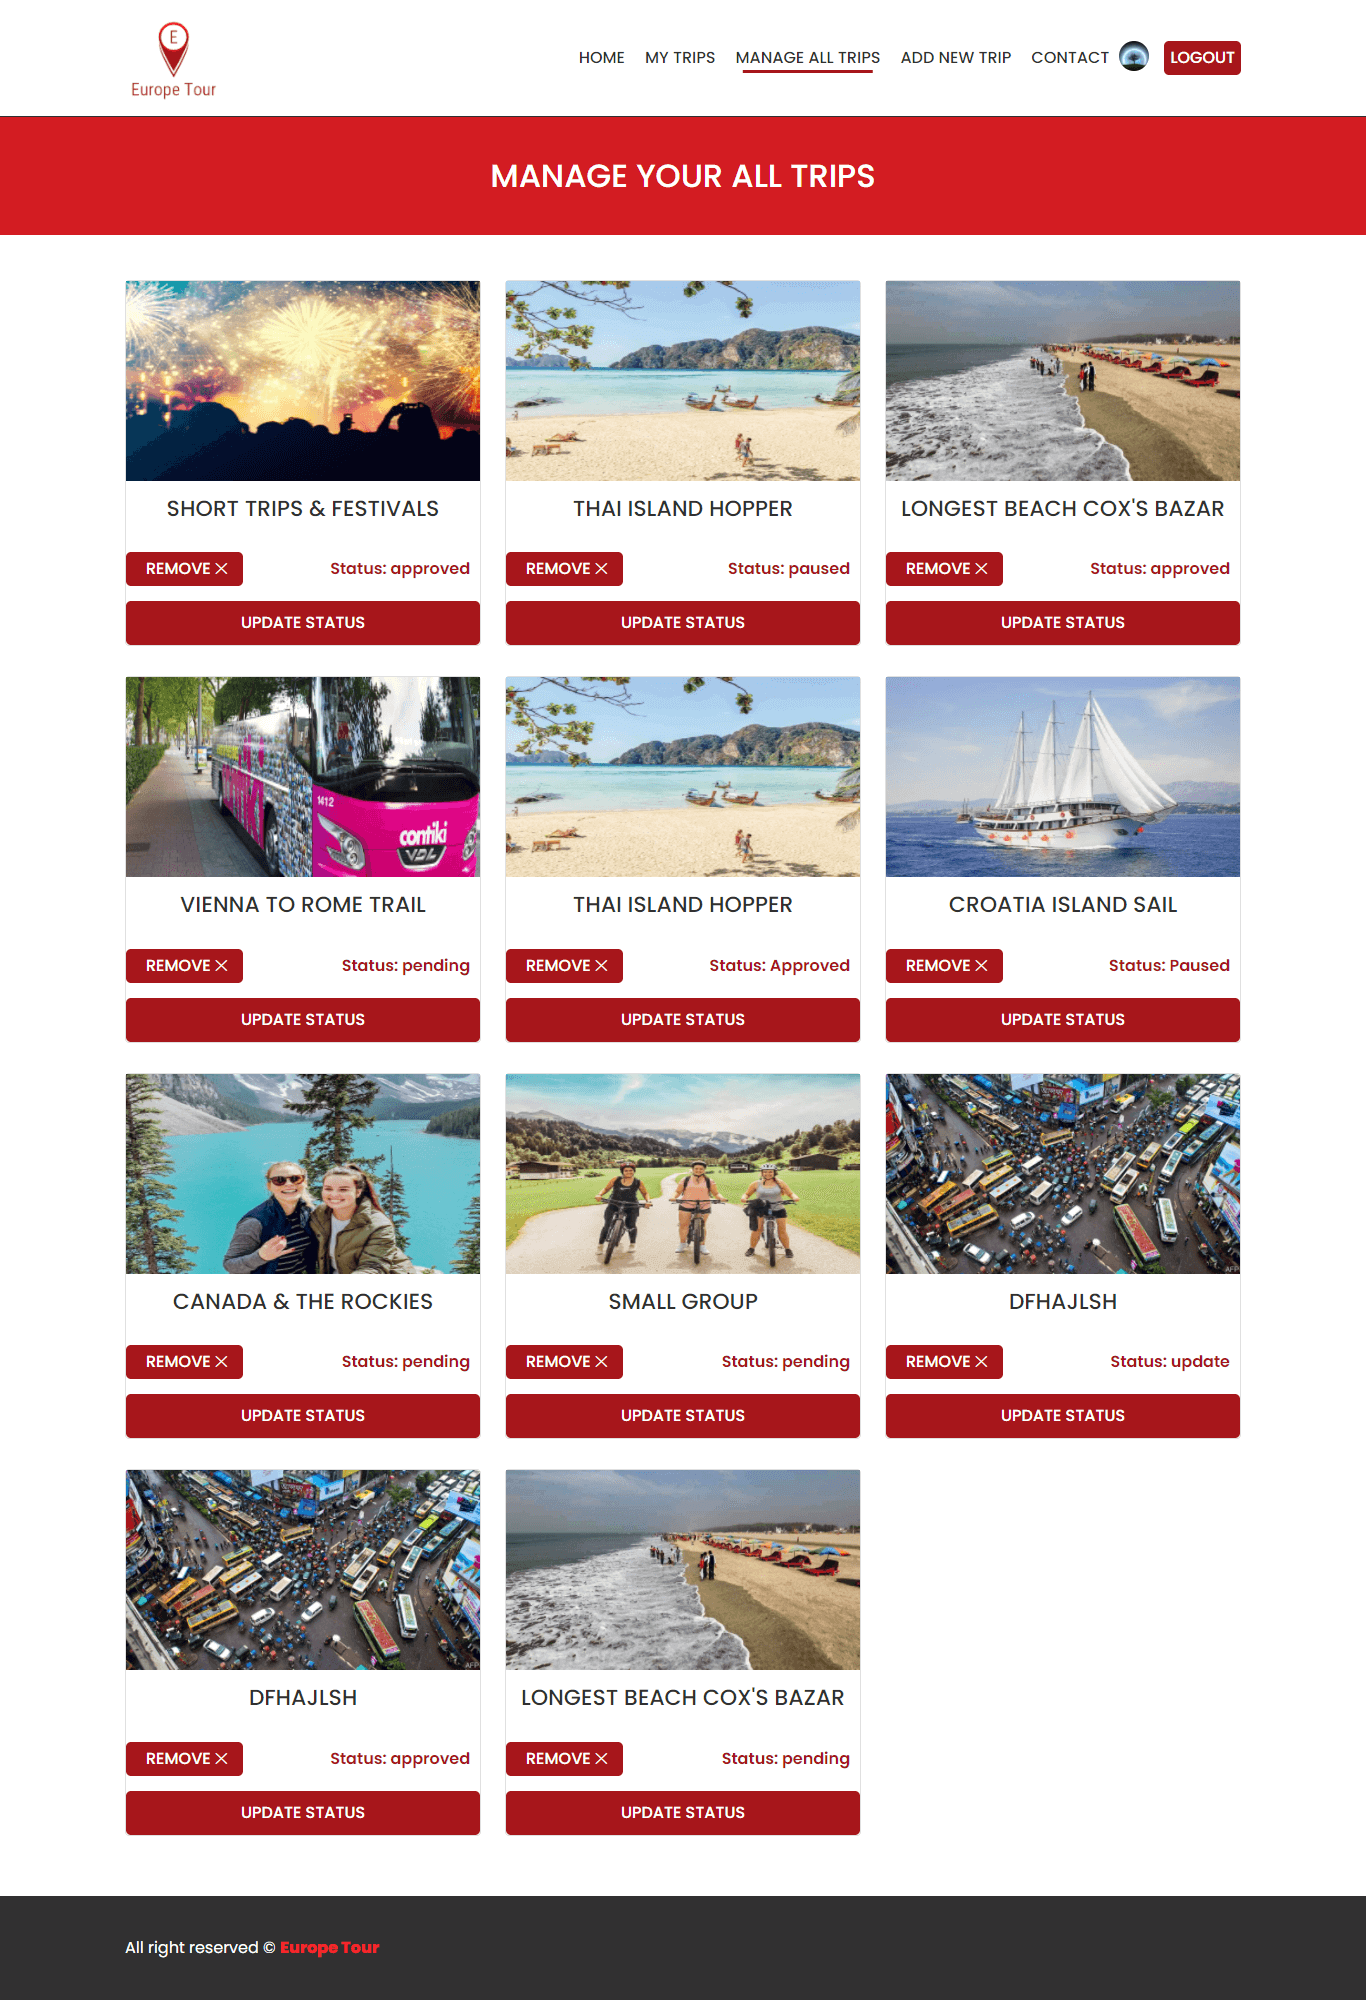 E
Europe Tour
HOME
MY TRIPS
MANAGE ALL TRIPS
ADD NEW TRIP
CONTACT
LOGOUT
MANAGE YOUR ALL TRIPS
SHORT TRIPS & FESTIVALS
REMOVE
Status: approved
UPDATE STATUS
THAI ISLAND HOPPER
REMOVE
Status: paused
UPDATE STATUS
LONGEST BEACH COX'S BAZAR
REMOVE
Status: approved
UPDATE STATUS
1412
contiki
VDL
VIENNA TO ROME TRAIL
REMOVE
Status: pending
UPDATE STATUS
THAI ISLAND HOPPER
REMOVE
Status: Approved
UPDATE STATUS
CROATIA ISLAND SAIL
REMOVE
Status: Paused
UPDATE STATUS
CANADA & THE ROCKIES
REMOVE
Status: pending
UPDATE STATUS
SMALL GROUP
REMOVE
Status: pending
UPDATE STATUS
AFP
DFHAJLSH
REMOVE
Status: update
UPDATE STATUS
AFP
DFHAJLSH
REMOVE
Status: approved
UPDATE STATUS
LONGEST BEACH COX'S BAZAR
REMOVE
Status: pending
UPDATE STATUS
All right reserved © Europe Tour